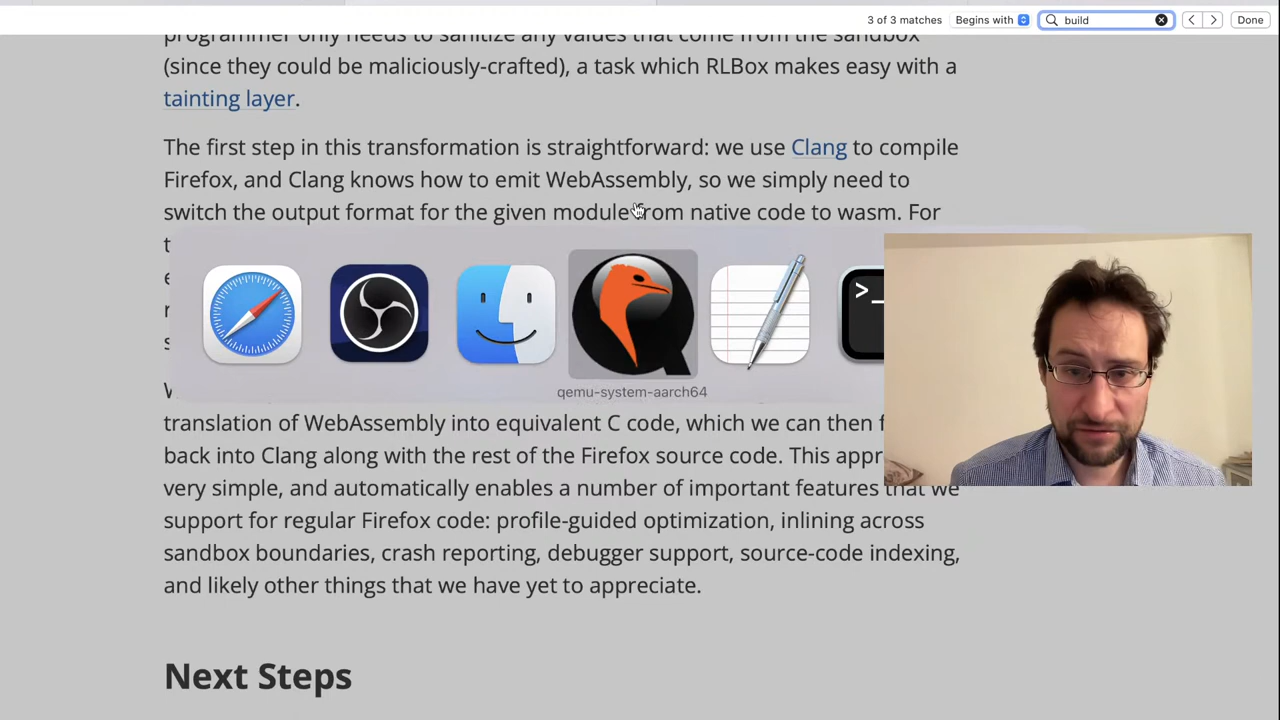 3 of 3 matches Begins with build Done
programmer only needs to sanitize any values that come from the sandbox
(since they could be maliciously-crafted), a task which RLBox makes easy with a
tainting layer.
The first step in this transformation is straightforward: we use Clang to compile
Firefox, and Clang knows how to emit WebAssembly, so we simply need to
switch the output format for the given module from native code to wasm. For
t
e
r
s
>_
qemu-system-aarch64
W
translation of WebAssembly into equivalent C code, which we can then f
back into Clang along with the rest of the Firefox source code. This appr
very simple, and automatically enables a number of important features that we
support for regular Firefox code: profile-guided optimization, inlining across
sandbox boundaries, crash reporting, debugger support, source-code indexing,
and likely other things that we have yet to appreciate.
Next Steps